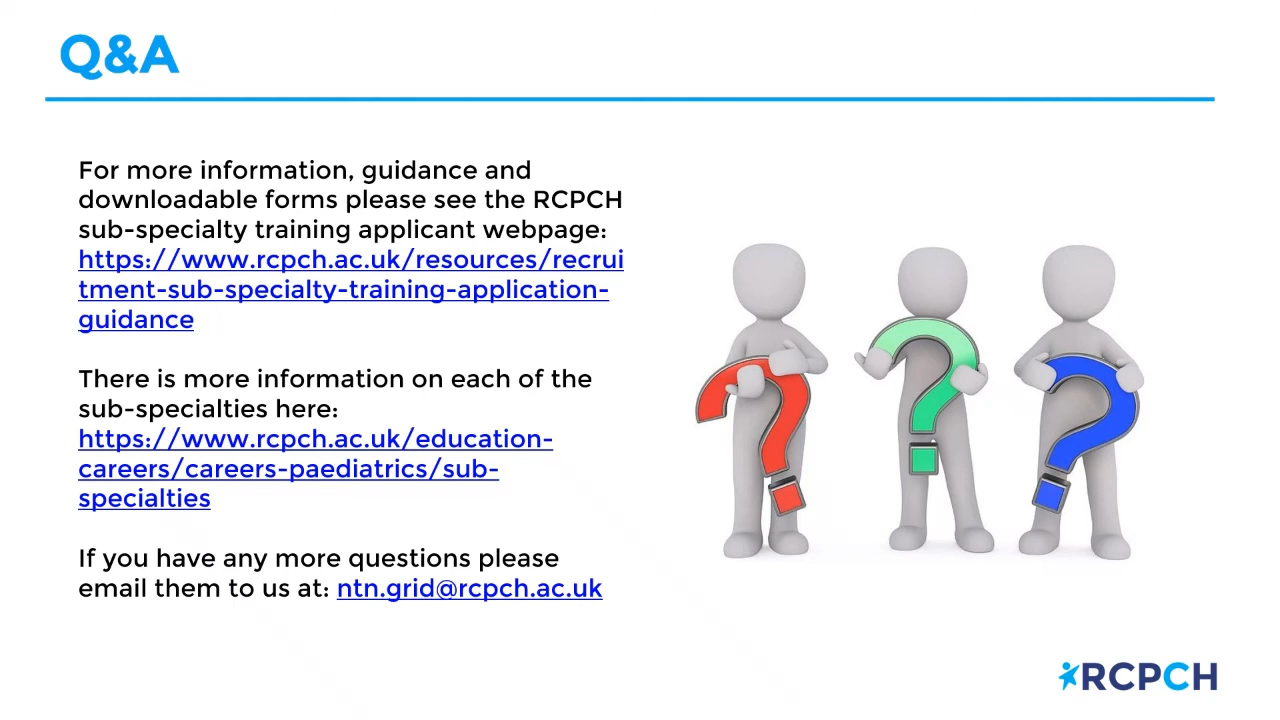 Q&A
For more information, guidance and
downloadable forms please see the RCPCH
sub-specialty training applicant webpage:
https://www.rcpch.ac.uk/resources/recrui
tment-sub-specialty-training-application-
guidance
There is more information on each of the
sub-specialties here:
https://www.rcpch.ac.uk/education-
careers/careers-paediatrics/sub-
specialties
If you have any more questions please
email them to us at: ntn.grid@rcpch.ac.uk
? ? ?
RCPCH